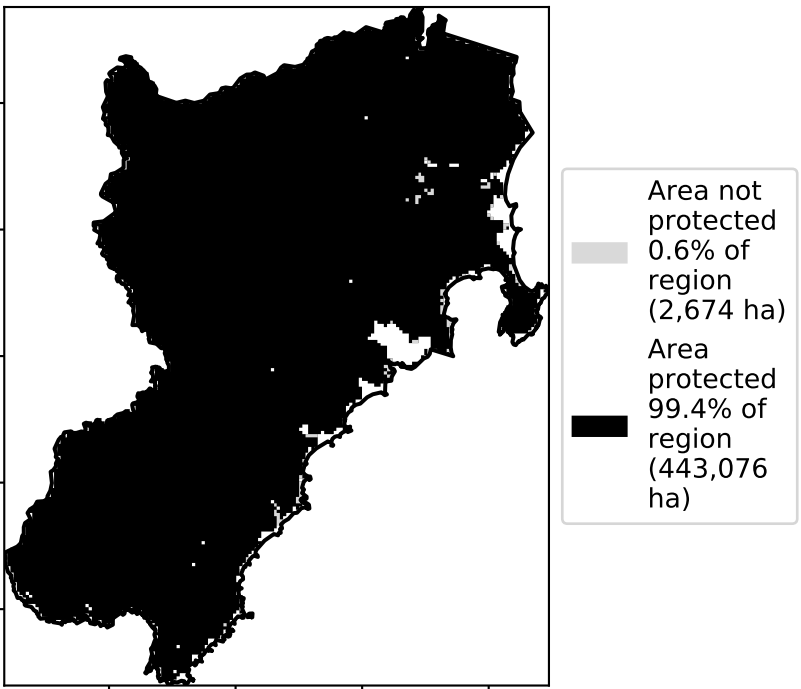 Area not
protected
0.6% of
region
(2,674 ha)
Area
protected
99.4% of
region
(443,076
ha)